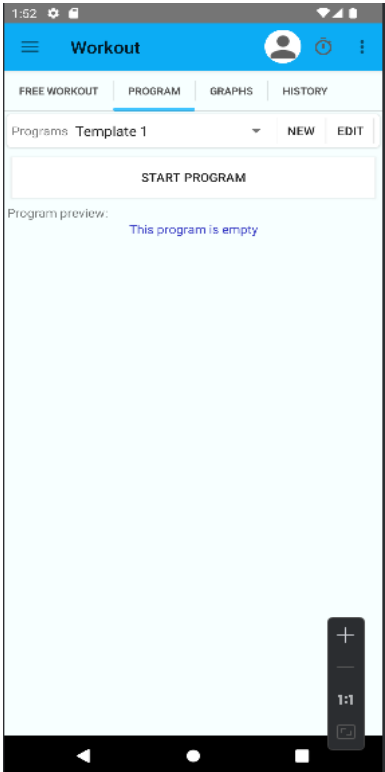 1:52
Workout
FREE WORKOUT PROGRAM GRAPHS HISTORY
Programs Template 1 NEW EDIT
START PROGRAM
Program preview:
This program is empty
1:1